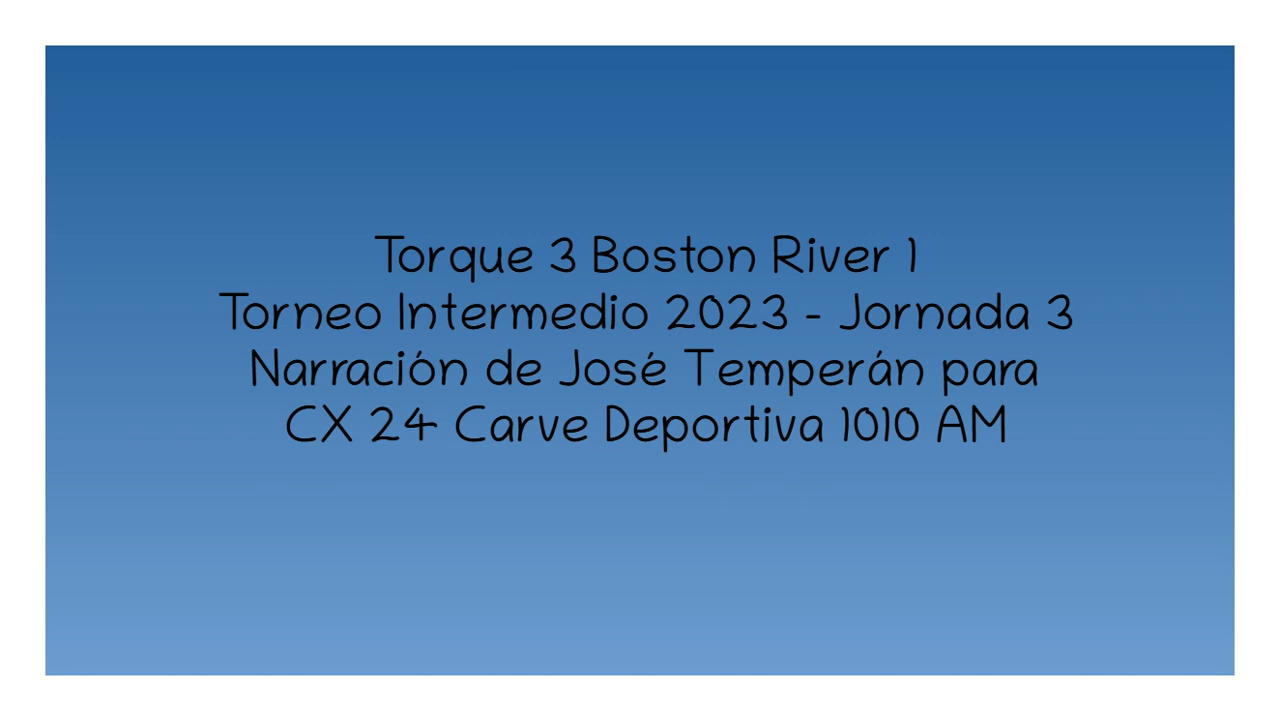 Torque 3 Boston River 1
Torneo Intermedio 2023 - Jornada 3
Narración de José Temperán para
CX 24 Carve Deportiva 1010 AM